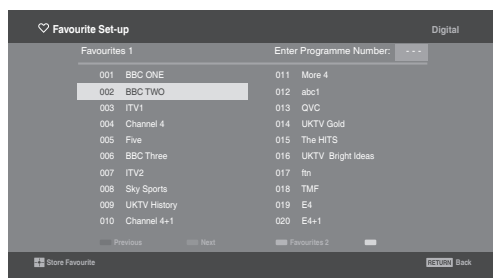 Favourite Set-up Digital
Favourites 1 Enter Programme Number: - - -
001 BBC ONE 011 More 4
002 BBC TWO 012 abc1
003 ITV1 013 QVC
004 Channel 4 014 UKTV Gold
005 Five 015 The HITS
006 BBC Three 016 UKTV Bright Ideas
007 ITV2 017 ftn
008 Sky Sports 018 TMF
009 UKTV History 019 E4
010 Channel 4+1 020 E4+1
Previous Next Favourites 2
Store Favourite RETURN Back